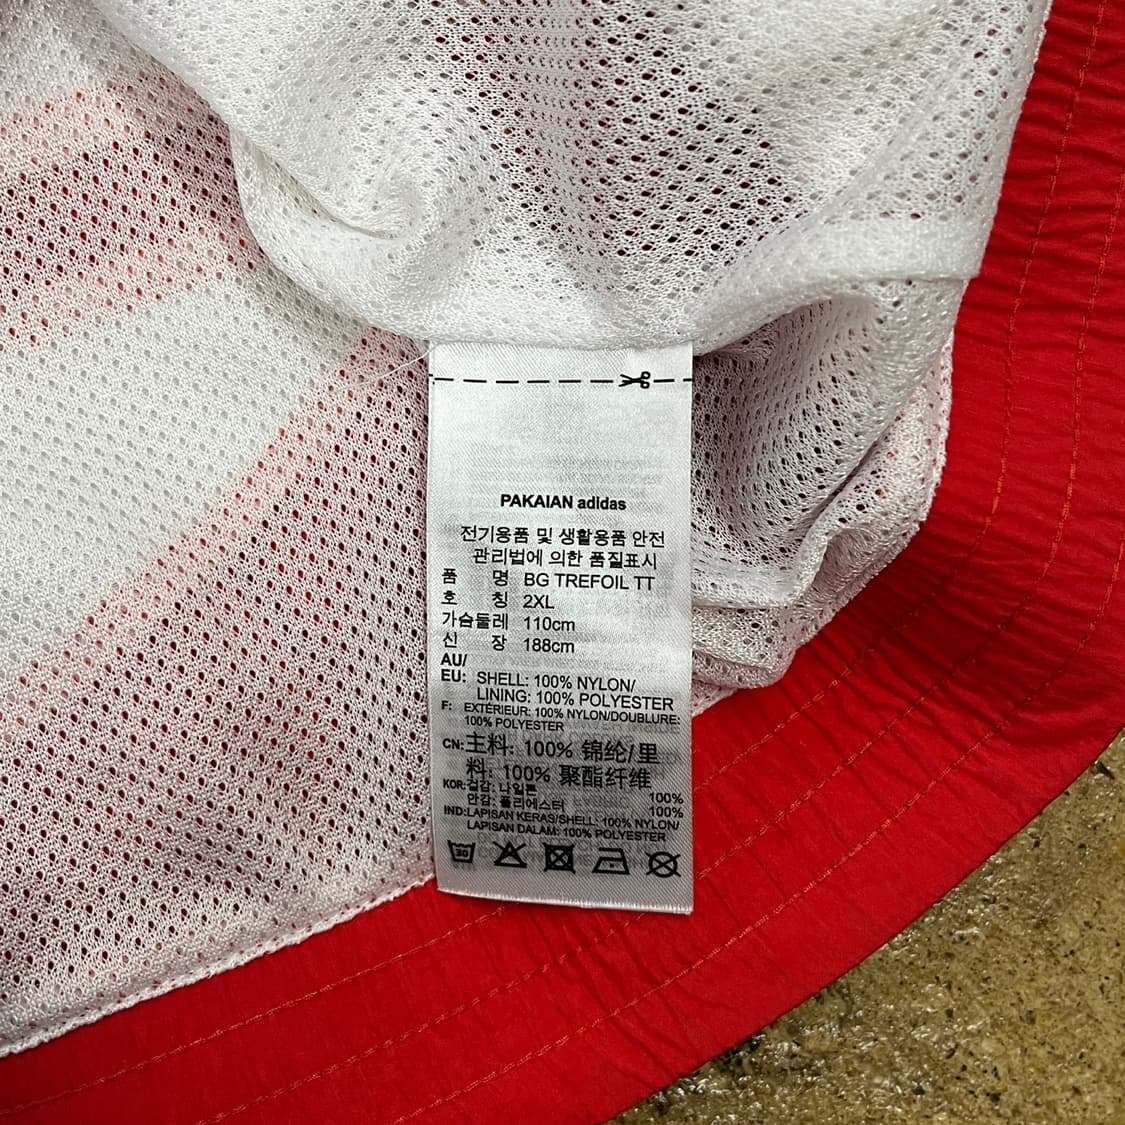 PAKAIAN adidas
전기용품 및 생활용품 안전
관리법에 의한 품질표시
품 명 BG TREFOIL TT
호 칭 2XL
가슴둘레 110cm
신 장 188cm
AU/
EU: SHELL: 100% NYLON/
LINING: 100% POLYESTER
F: EXTÉRIEUR: 100% NYLON/DOUBLURE:
100% POLYESTER
CN:主料: 100% 锦纶/里
料: 100% 聚酯纤维
KOR:겉감: 나일론 100%
안감: 폴리에스터 100%
IND:LAPISAN KERAS/SHELL: 100% NYLON/
LAPISAN DALAM: 100% POLYESTER
30